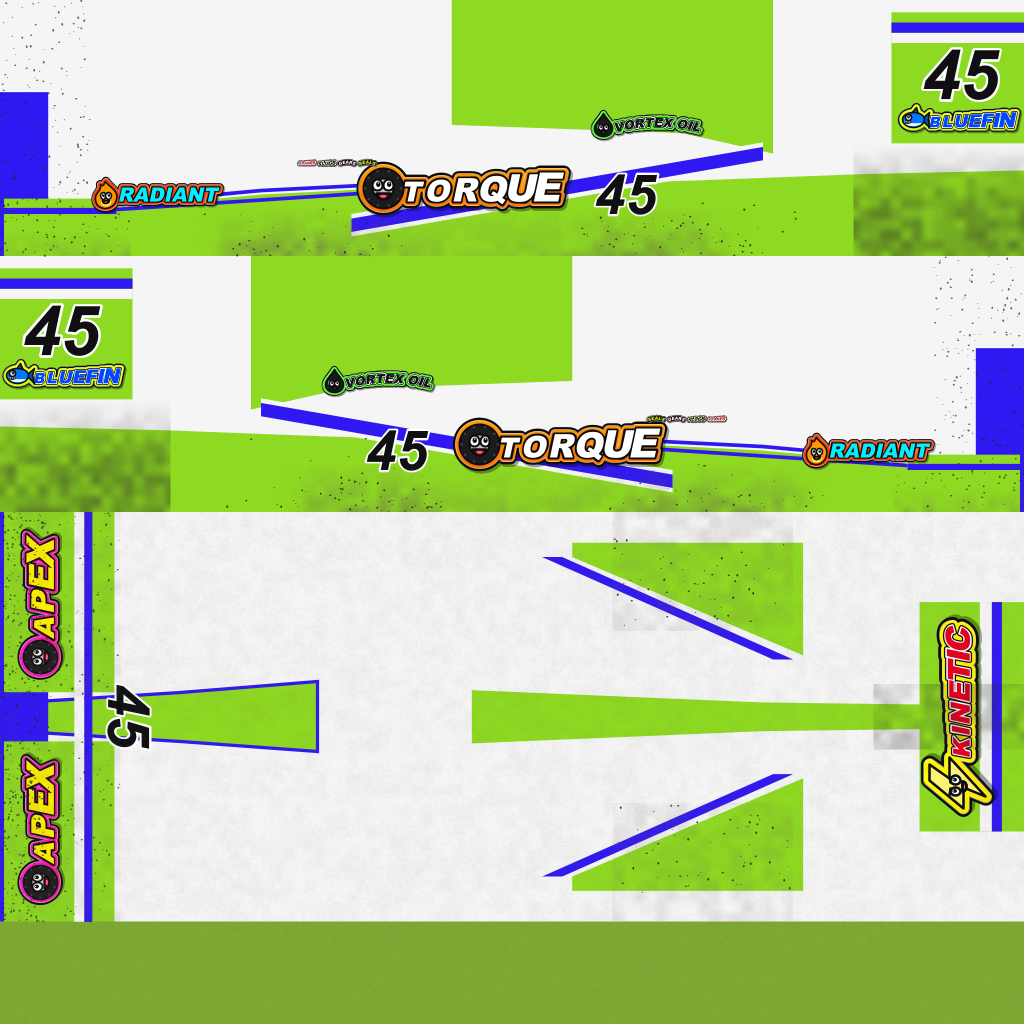 45
BLUEFIN
VORTEX OIL
TORQUE
45
RADIANT
45
BLUEFIN
VORTEX OIL
45
TORQUE
RADIANT
APEX
45
APEX
KINETIC